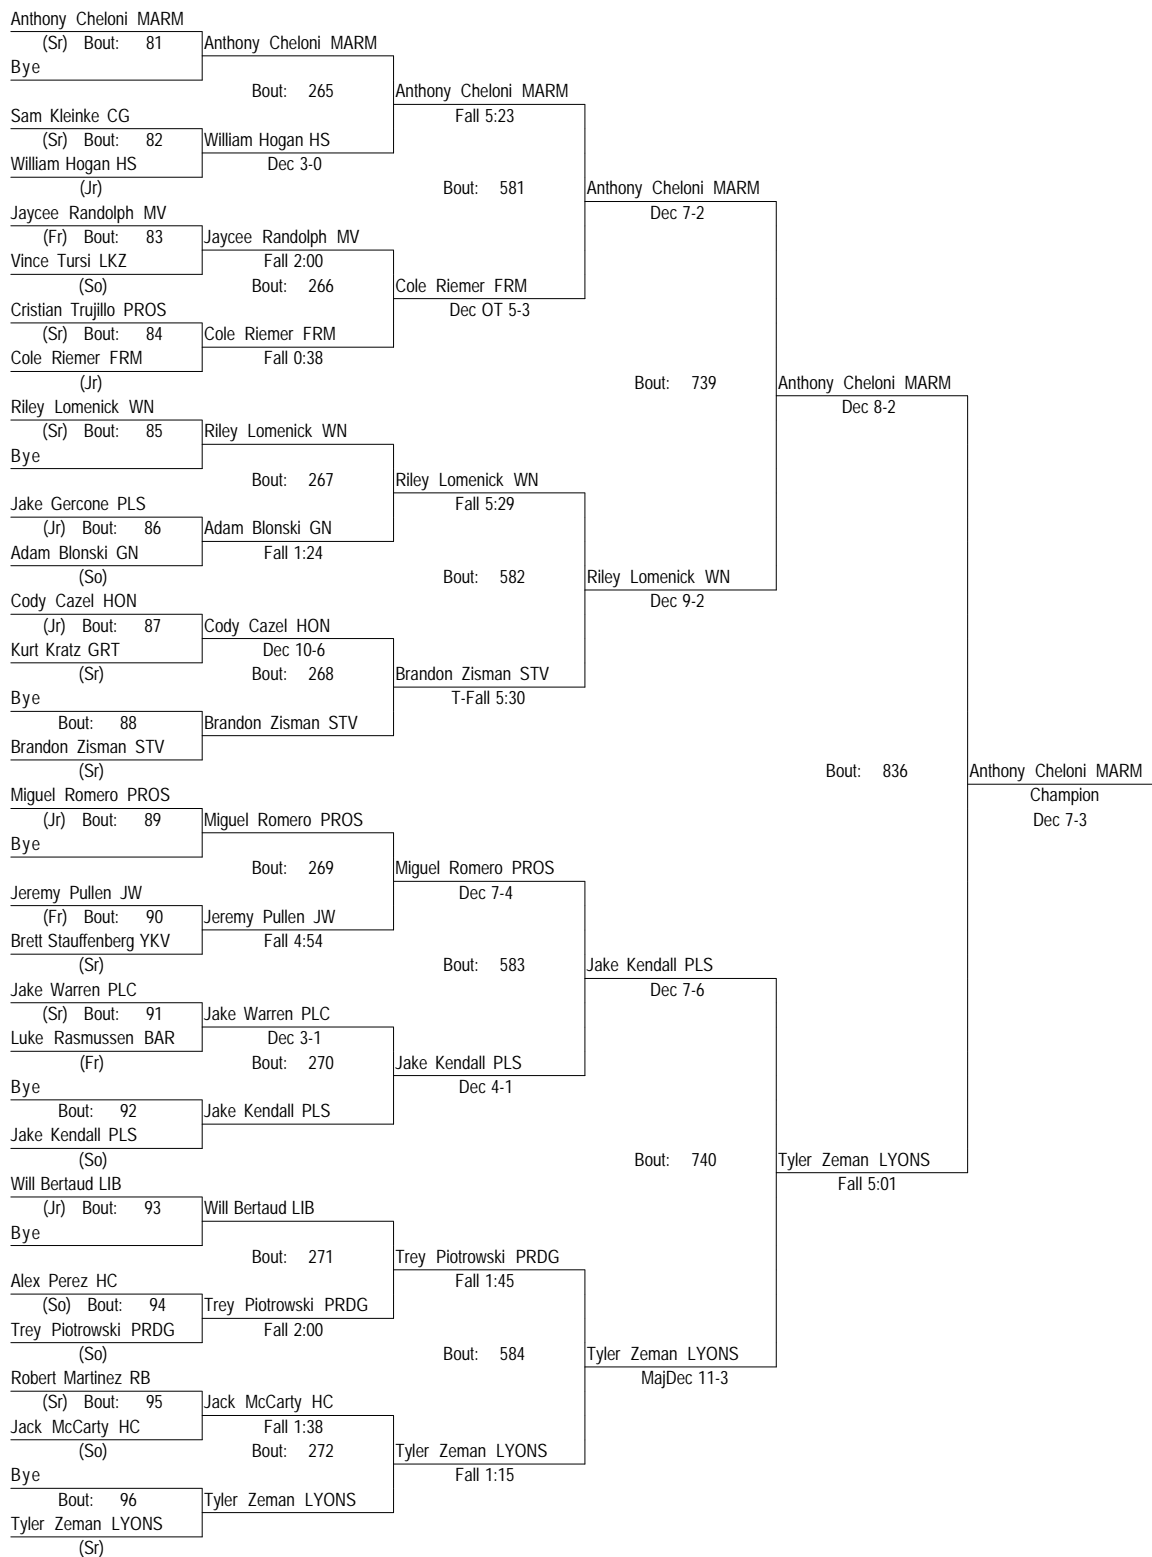 Anthony Cheloni MARM
(Sr) Bout: 81 Anthony Cheloni MARM
Bye
Bout: 265 Anthony Cheloni MARM
Sam Kleinke CG Fall 5:23
(Sr) Bout: 82 William Hogan HS
William Hogan HS Dec 3-0
(Jr) Bout: 581 Anthony Cheloni MARM
Jaycee Randolph MV Dec 7-2
(Fr) Bout: 83 Jaycee Randolph MV
Vince Tursi LKZ Fall 2:00
(So) Bout: 266 Cole Riemer FRM
Cristian Trujillo PROS Dec OT 5-3
(Sr) Bout: 84 Cole Riemer FRM
Cole Riemer FRM Fall 0:38
(Jr) Bout: 739 Anthony Cheloni MARM
Riley Lomenick WN Dec 8-2
(Sr) Bout: 85 Riley Lomenick WN
Bye
Bout: 267 Riley Lomenick WN
Jake Gercone PLS Fall 5:29
(Jr) Bout: 86 Adam Blonski GN
Adam Blonski GN Fall 1:24
(So) Bout: 582 Riley Lomenick WN
Cody Cazel HON Dec 9-2
(Jr) Bout: 87 Cody Cazel HON
Kurt Kratz GRT Dec 10-6
(Sr) Bout: 268 Brandon Zisman STV
Bye T-Fall 5:30
Bout: 88 Brandon Zisman STV
Brandon Zisman STV
(Sr) Bout: 836 Anthony Cheloni MARM
Miguel Romero PROS Champion
(Jr) Bout: 89 Miguel Romero PROS Dec 7-3
Bye
Bout: 269 Miguel Romero PROS
Jeremy Pullen JW Dec 7-4
(Fr) Bout: 90 Jeremy Pullen JW
Brett Stauffenberg YKV Fall 4:54
(Sr) Bout: 583 Jake Kendall PLS
Jake Warren PLC Dec 7-6
(Sr) Bout: 91 Jake Warren PLC
Luke Rasmussen BAR Dec 3-1
(Fr) Bout: 270 Jake Kendall PLS
Bye Dec 4-1
Bout: 92 Jake Kendall PLS
Jake Kendall PLS
(So) Bout: 740 Tyler Zeman LYONS
Will Bertaud LIB Fall 5:01
(Jr) Bout: 93 Will Bertaud LIB
Bye
Bout: 271 Trey Piotrowski PRDG
Alex Perez HC Fall 1:45
(So) Bout: 94 Trey Piotrowski PRDG
Trey Piotrowski PRDG Fall 2:00
(So) Bout: 584 Tyler Zeman LYONS
Robert Martinez RB MajDec 11-3
(Sr) Bout: 95 Jack McCarty HC
Jack McCarty HC Fall 1:38
(So) Bout: 272 Tyler Zeman LYONS
Bye Fall 1:15
Bout: 96 Tyler Zeman LYONS
Tyler Zeman LYONS
(Sr)